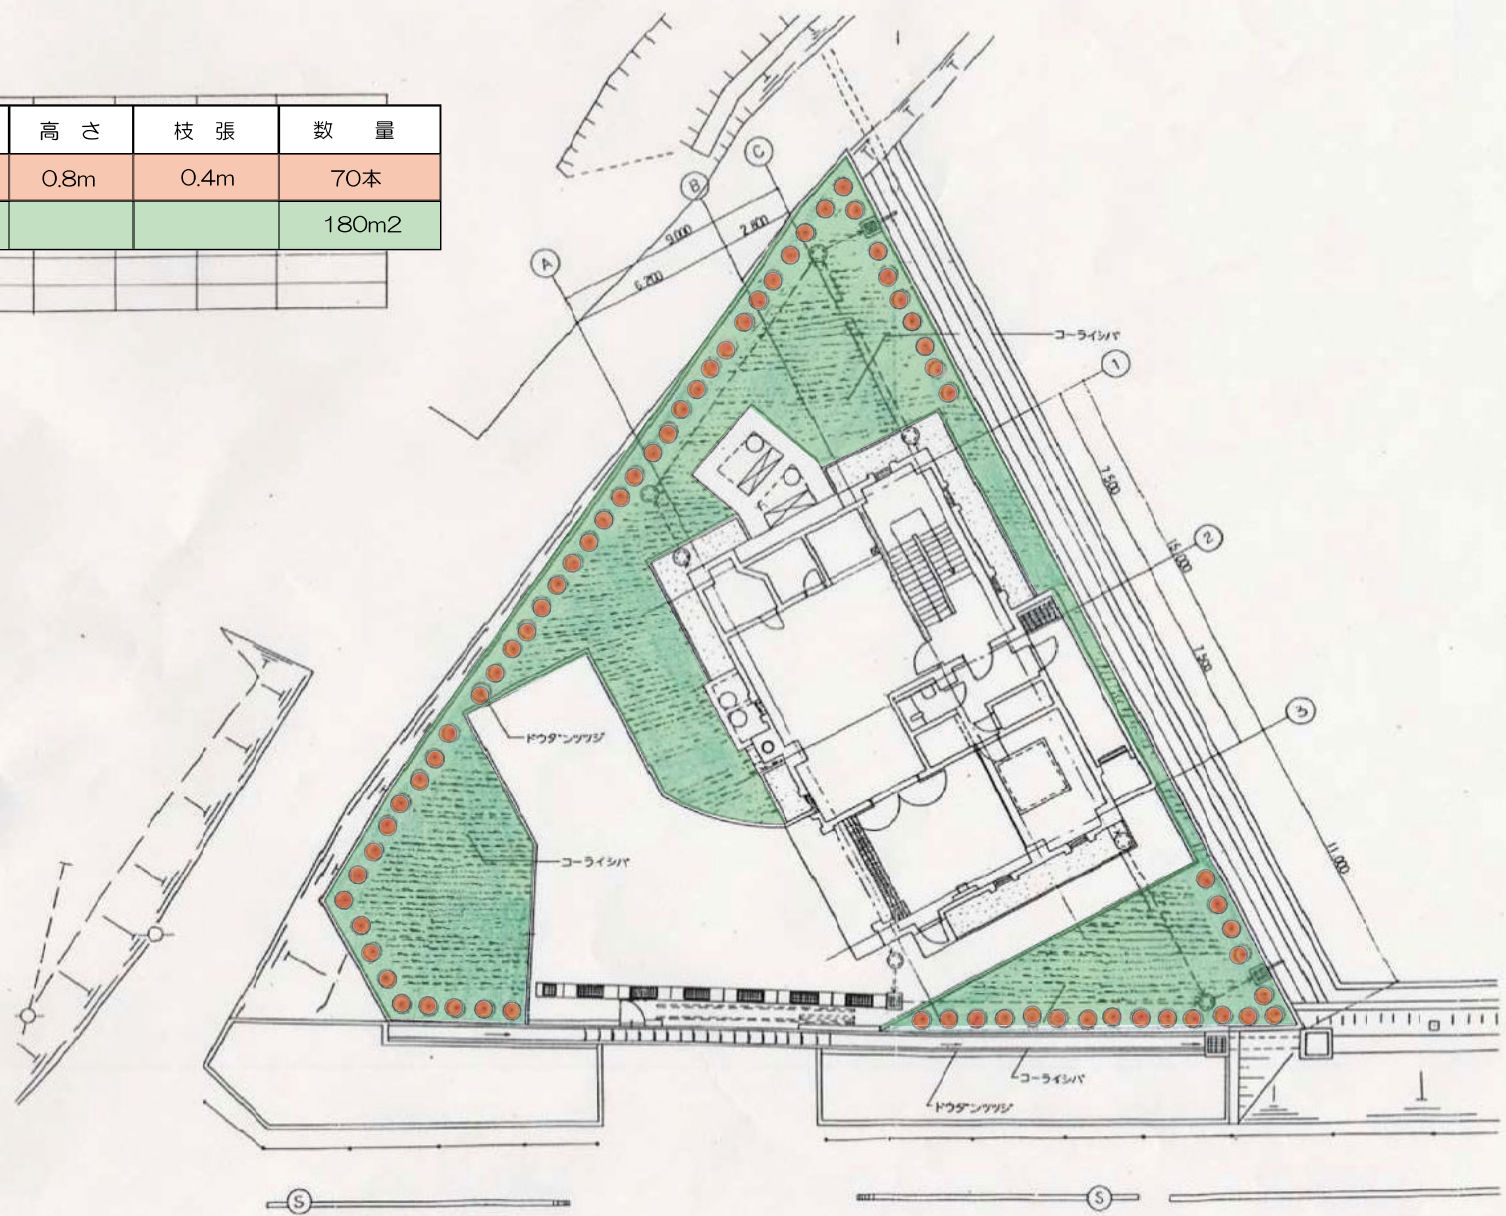 高 さ 枝 張 数 量
0.8m 0.4m 70本
180m2
C
B
A
9,000
2,800
6,200
コーライシバ
1
7,500
15,000
2
7,500
3
11,000
ドウダンツツジ
コーライシバ
コーライシバ
ドウダンツツジ
S
S